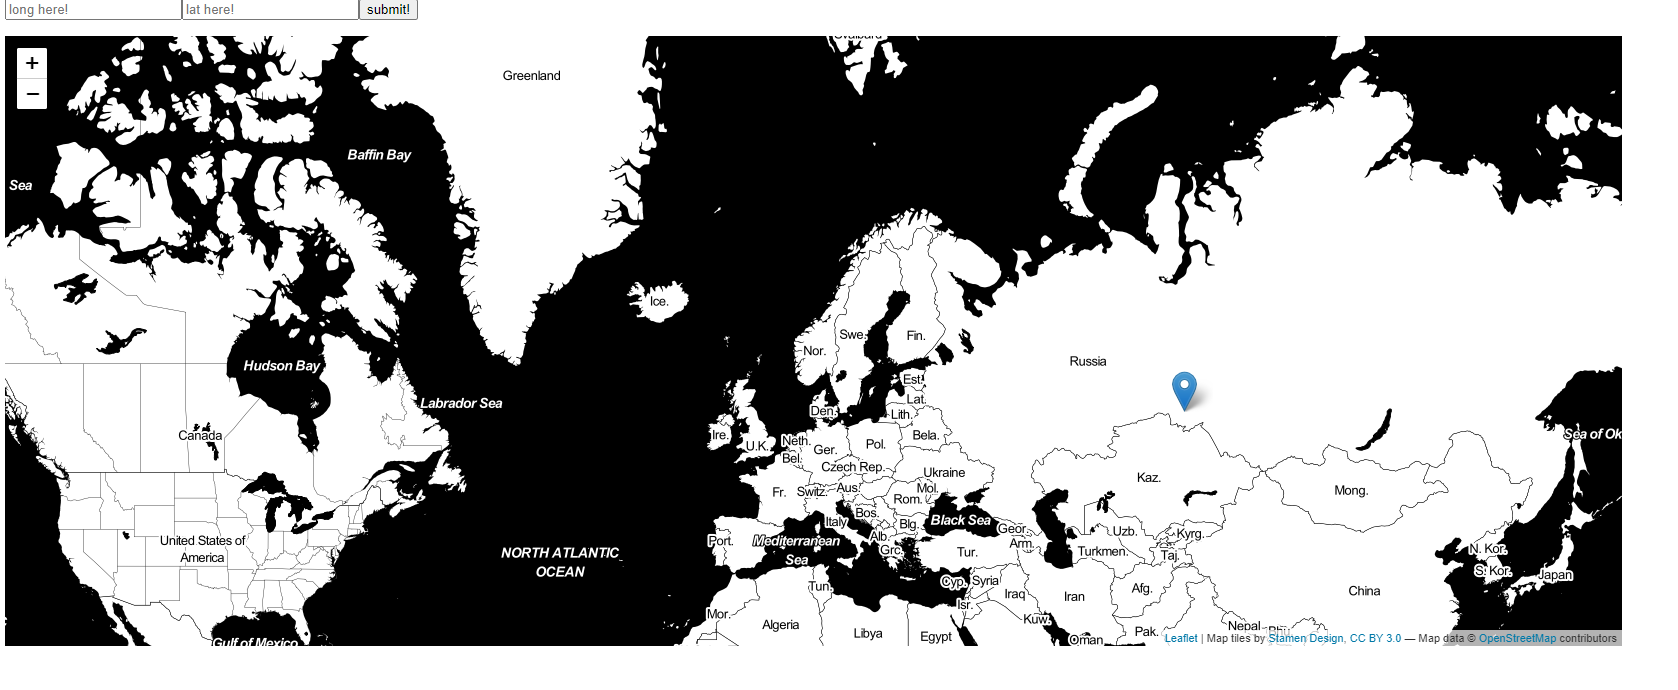 long here! lat here! submit!
Svalbard
+
−
Greenland
Baffin Bay
Sea
Ice.
Swe.
Fin.
Nor.
Russia
Hudson Bay
Est.
Labrador Sea
Lat.
Den.
Lith.
Canada
Ire.
Neth.
Pol.
Bela.
Sea of Ok
U.K.
Ger.
Bel.
Czech Rep.
Ukraine
Kaz.
Fr.
Switz.
Aus.
Mol.
Mong.
Rom.
Bos.
Italy
Blg.
Black Sea
Geor.
Uzb.
Kyrg.
United States of
America
Port.
Mediterranean
Sea
Alb.
Grc.
Arm.
Tur.
Turkmen.
Taj.
N. Kor.
NORTH ATLANTIC
OCEAN
S. Kor.
Japan
Tun.
Cyp.
Syria
Iraq
Iran
Afg.
China
Isr.
Mor.
Algeria
Libya
Egypt
Kuw.
Oman
Pak.
Nepal
Bhu.
Gulf of Mexico
Leaflet | Map tiles by Stamen Design, CC BY 3.0 — Map data © OpenStreetMap contributors